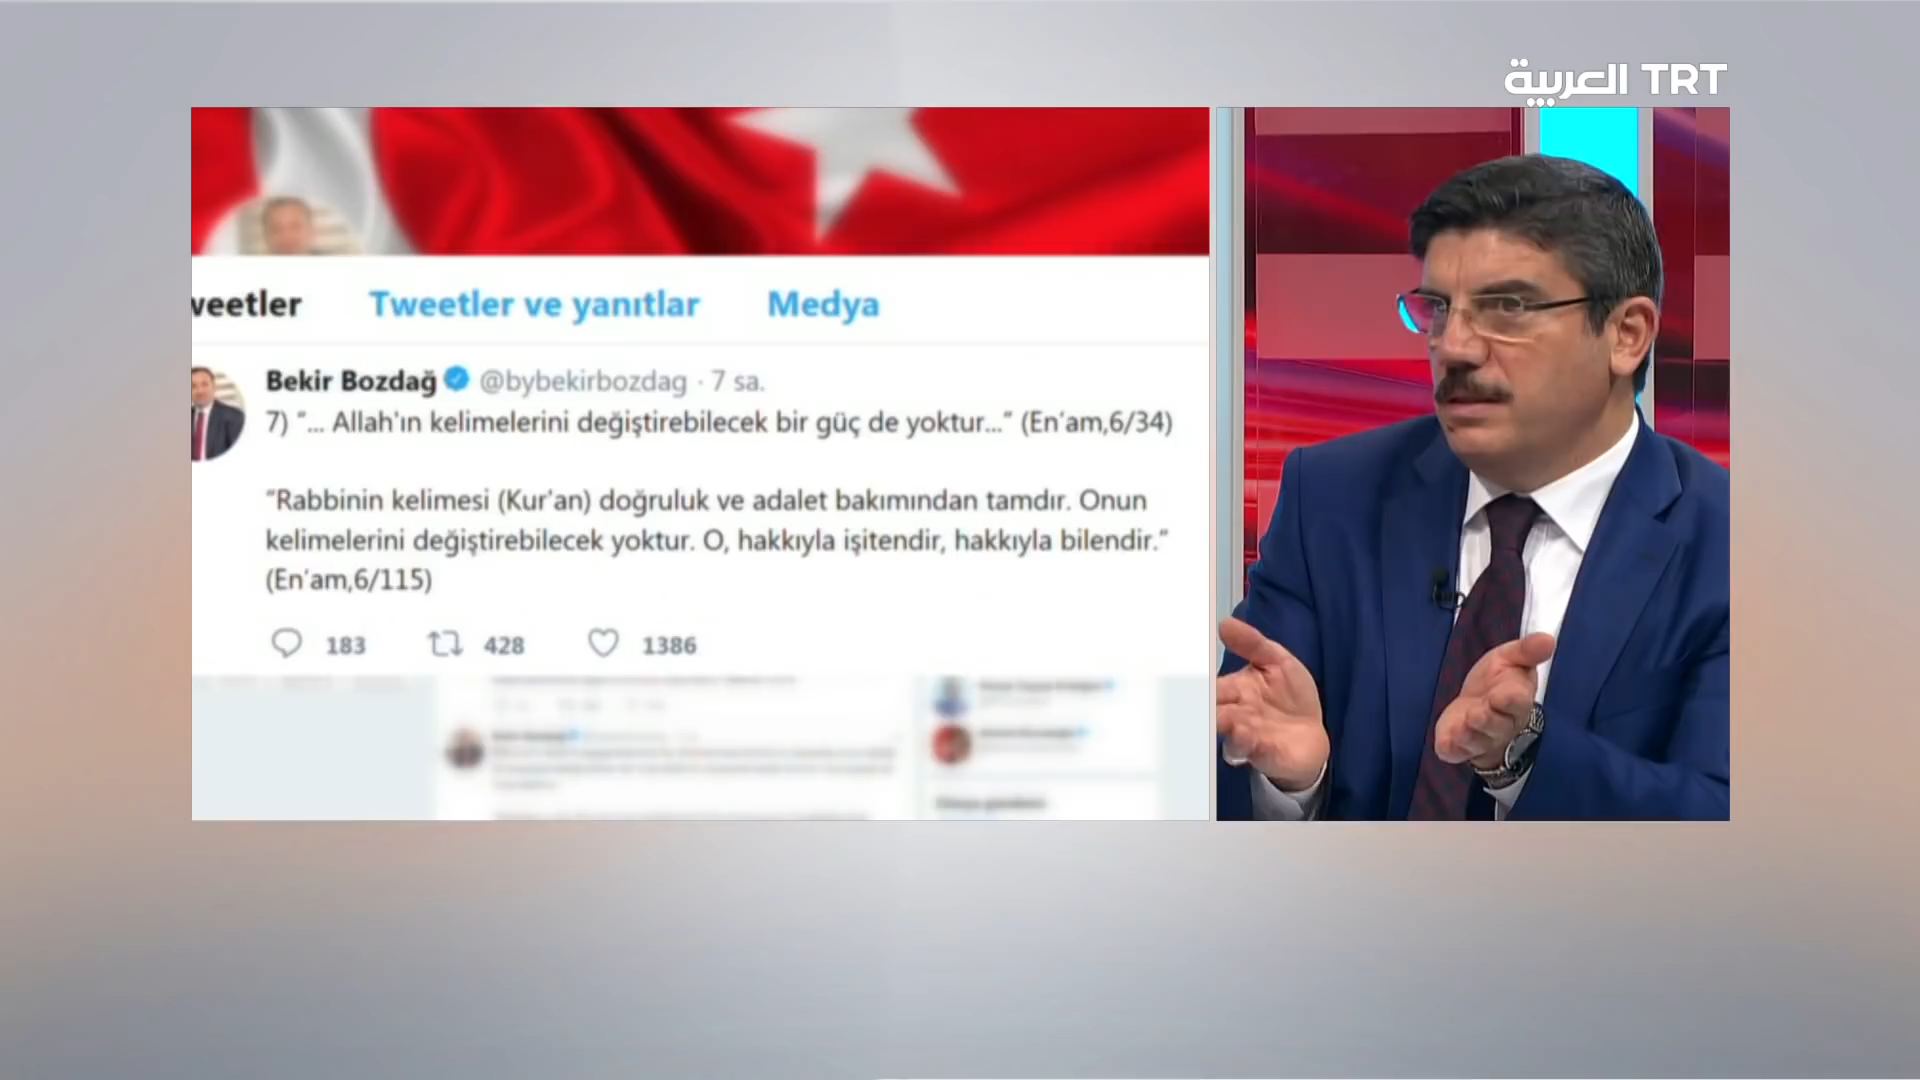 TRT العربية
Tweetler ve yanıtlar
Medya
Bekir Bozdağ @bybekirbozdag · 7 sa.
7) “... Allah'ın kelimelerini değiştirebilecek bir güç de yoktur...” (En’am,6/34)
“Rabbinin kelimesi (Kur'an) doğruluk ve adalet bakımından tamdır. Onun
kelimelerini değiştirebilecek yoktur. O, hakkıyla işitendir, hakkıyla bilendir.”
(En’am,6/115)
183 428 1386